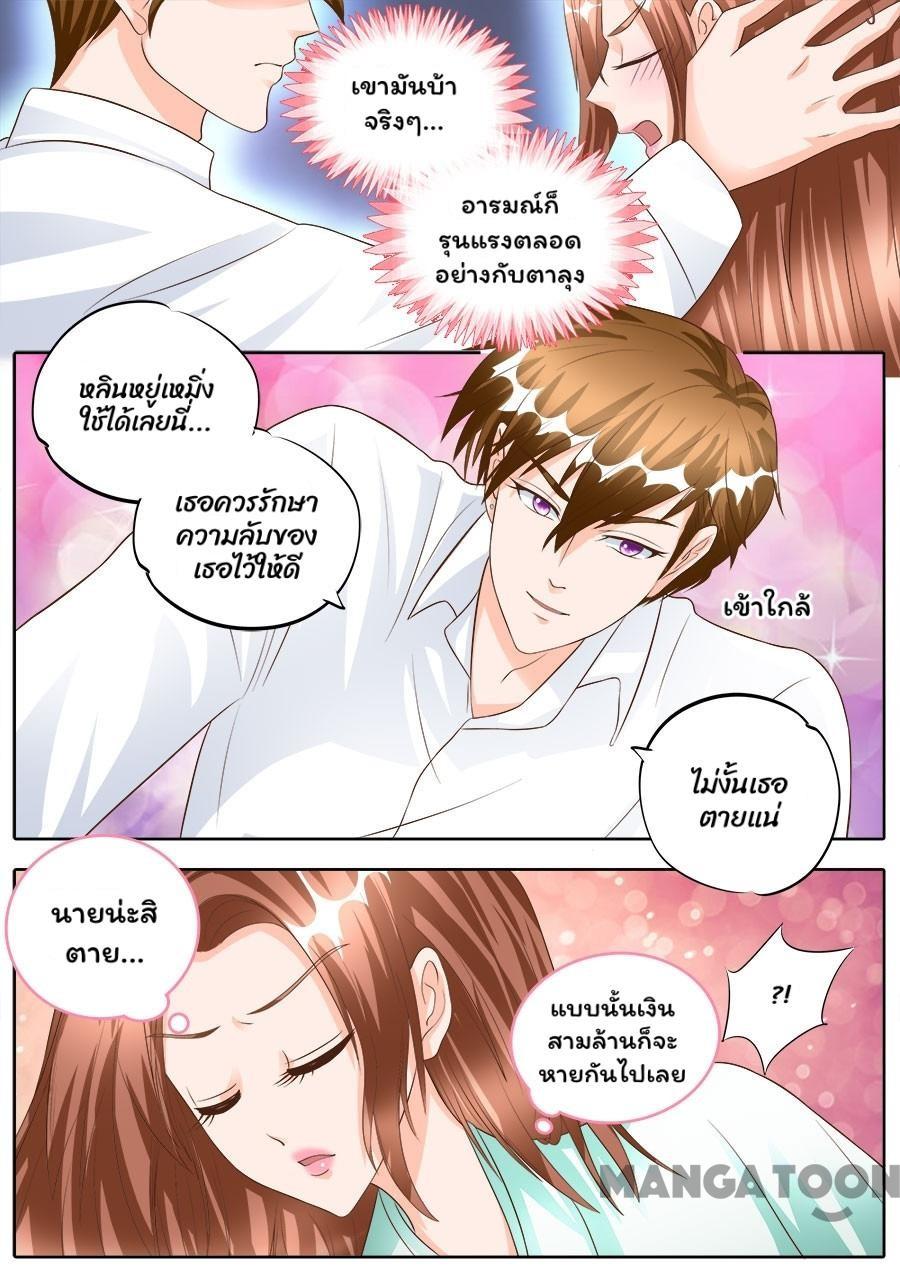 เขามันบ้า
จริงๆ...
อารมณ์ก็
รุนแรงตลอด
อย่างกับตาลุง
หลินหยู่เหมิ่ง
ใช้ได้เลยนี่...
เธอควรรักษา
ความลับของ
เธอไว้ให้ดี
เข้าใกล้
ไม่งั้นเธอ
ตายแน่
นายน่ะสิ
ตาย...
?!
แบบนั้นเงิน
สามล้านก็จะ
หายกันไปเลย
MANGA TOON